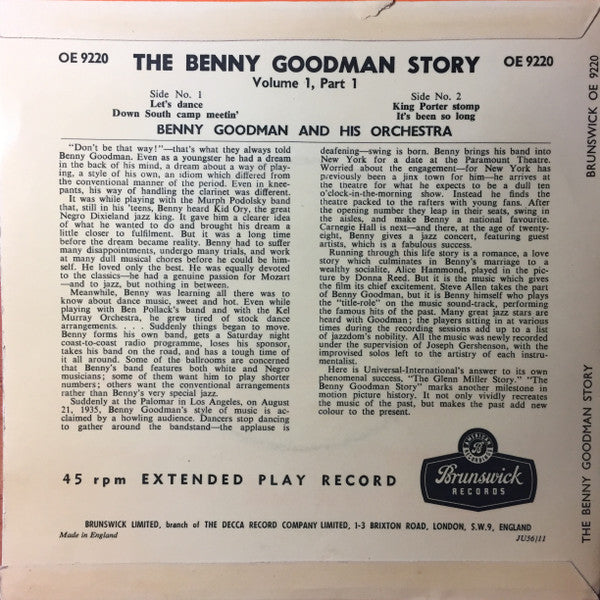 OE 9220 THE BENNY GOODMAN STORY OE 9220
Volume 1, Part 1
Side No. 1
Let's dance
Down South camp meetin'
Side No. 2
King Porter stomp
It's been so long
BENNY GOODMAN AND HIS ORCHESTRA
"Don't be that way!"—that's what they always told
Benny Goodman. Even as a youngster he had a dream
in the back of his mind, a dream about a way of play-
ing, a style of his own, an idiom which differed from
the conventional manner of the period. Even in knee-
pants, his way of handling the clarinet was different.
It was while playing with the Murph Podolsky band
that, still in his 'teens, Benny heard Kid Ory, the great
Negro Dixieland jazz king. It gave him a clearer idea
of what he wanted to do and brought his dream a
little closer to fulfilment. But it was a long time
before the dream became reality. Benny had to suffer
many disappointments, undergo many trials, and work
at many dull musical chores before he could be him-
self. He loved only the best. He was equally devoted
to the classics—he had a genuine passion for Mozart
—and to jazz, but nothing in between.
Meanwhile, Benny was learning all there was to
know about dance music, sweet and hot. Even while
playing with Ben Pollack's band and with the Kel
Murray Orchestra, he grew tired of stock dance
arrangements. . . . Suddenly things began to move.
Benny forms his own band, gets a Saturday night
coast-to-coast radio programme, loses his sponsor,
takes his band on the road, and has a tough time of
it all around. Some of the ballrooms are concerned
that Benny's band features both white and Negro
musicians; some of them want him to play shorter
numbers; others want the conventional arrangements
rather than Benny's very special jazz.
Suddenly at the Palomar in Los Angeles, on August
21, 1935, Benny Goodman's style of music is ac-
claimed by a howling audience. Dancers stop dancing
to gather around the bandstand—the applause is
deafening—swing is born. Benny brings his band into
New York for a date at the Paramount Theatre.
Worried about the engagement—for New York has
previously been a jinx town for him—he arrives at
the theatre for what he expects to be a dull ten
o'clock-in-the-morning show. Instead he finds the
theatre packed to the rafters with young fans. After
the opening number they leap in their seats, swing in
the aisles, and make Benny a national favourite.
Carnegie Hall is next—and there, at the age of twenty-
eight, Benny gives a jazz concert, featuring guest
artists, which is a fabulous success.
Running through this life story is a romance, a love
story which culminates in Benny's marriage to a
wealthy socialite, Alice Hammond, played in the pic-
ture by Donna Reed. But it is the music which gives
the film its chief excitement. Steve Allen takes the part
of Benny Goodman, but it is Benny himself who plays
the "title-role" on the music sound-track, performing
the famous hits of the past. Many great jazz stars are
heard with Goodman; the players sitting in at various
times during the recording sessions add up to a list
of jazzdom's nobility. All the music was newly recorded
under the supervision of Joseph Gershenson, with the
improvised solos left to the artistry of each instru-
mentalist.
Here is Universal-International's answer to its own
phenomenal success, "The Glenn Miller Story." "The
Benny Goodman Story" marks another milestone in
motion picture history. It not only vividly recreates
the music of the past, but makes the past add new
colour to the present.
45 rpm EXTENDED PLAY RECORD
AMERICAN
RECORDING
Brunswick
RECORDS
BRUNSWICK LIMITED, branch of THE DECCA RECORD COMPANY LIMITED, 1-3 BRIXTON ROAD, LONDON, S.W.9, ENGLAND
Made in England
JU56/11
BRUNSWICK OE 9220
THE BENNY GOODMAN STORY